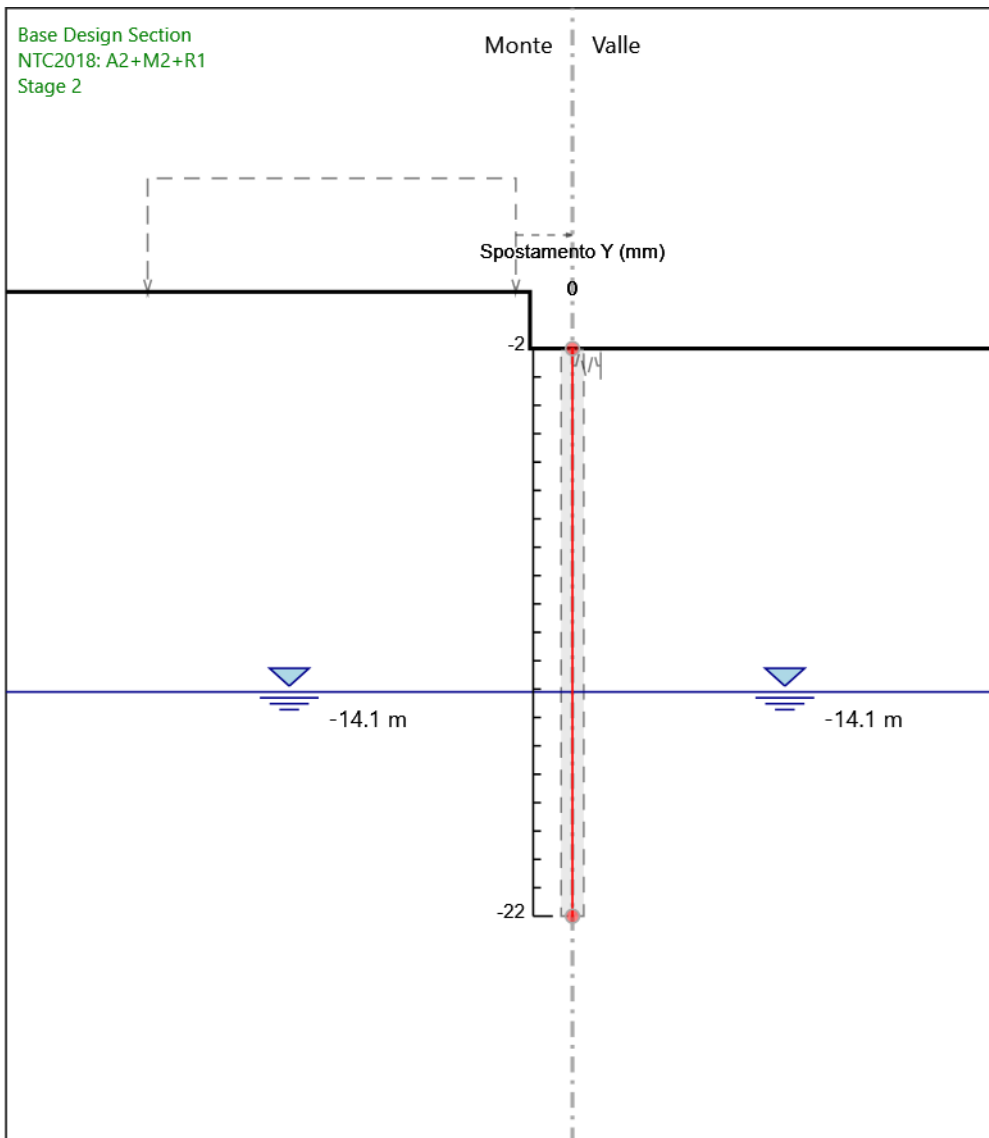 Base Design Section
NTC2018: A2+M2+R1
Stage 2
Monte Valle
Spostamento Y (mm)
0
-2
-14.1 m -14.1 m
-22